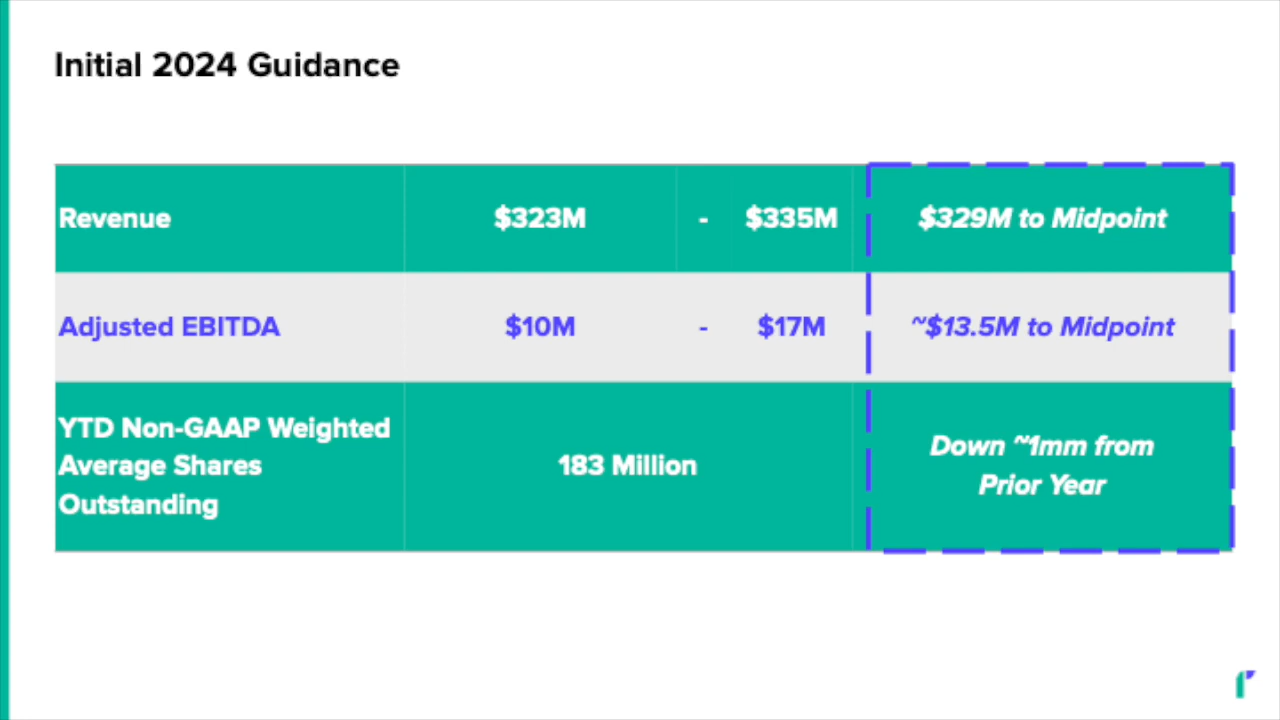 Initial 2024 Guidance
Revenue $323M - $335M $329M to Midpoint
Adjusted EBITDA $10M - $17M ~$13.5M to Midpoint
YTD Non-GAAP Weighted
Average Shares
Outstanding
183 Million
Down ~1mm from
Prior Year